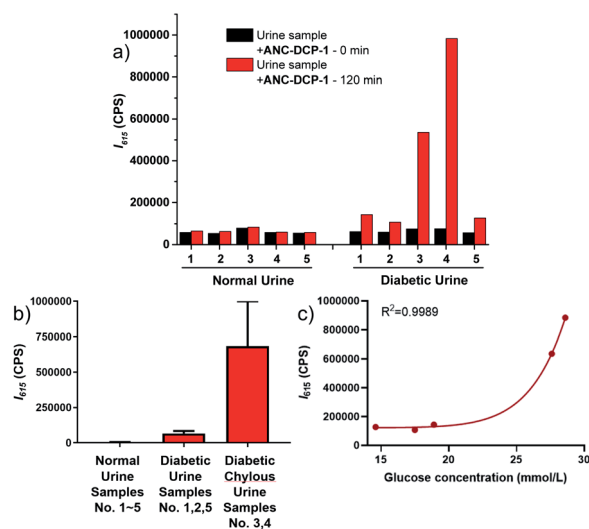 a)
Urine sample
+ANC-DCP-1 - 0 min
Urine sample
+ANC-DCP-1 - 120 min
I615 (CPS)
1000000
800000
600000
400000
200000
0
1 2 3 4 5 1 2 3 4 5
Normal Urine Diabetic Urine
b)
I615 (CPS)
1000000
750000
500000
250000
0
Normal
Urine
Samples
No. 1~5
Diabetic
Urine
Samples
No. 1,2,5
Diabetic
Chylous
Urine
Samples
No. 3,4
c)
R²=0.9989
I615 (CPS)
1000000
800000
600000
400000
200000
0
15 20 25 30
Glucose concentration (mmol/L)